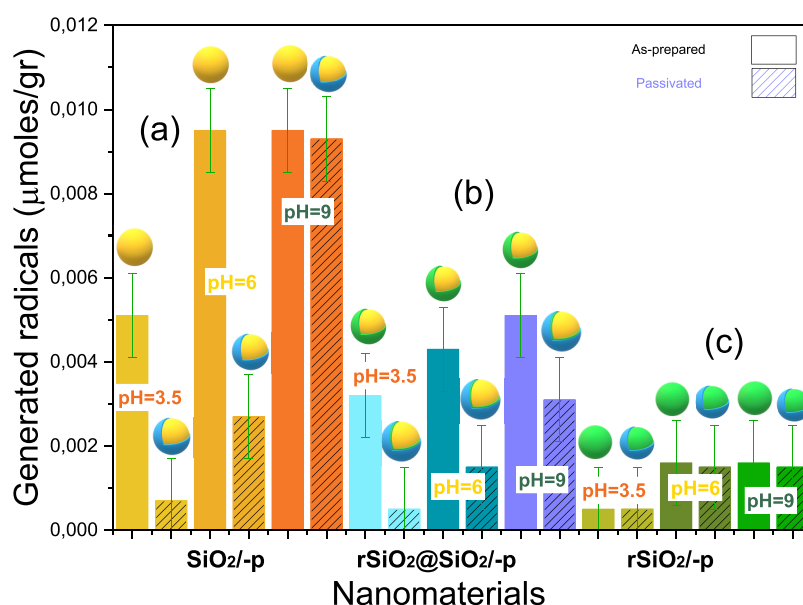 0,012
0,010
0,008
0,006
0,004
0,002
0,000
Generated radicals (μmoles/gr)
As-prepared
Passivated
(a)
(b)
(c)
pH=3.5
pH=6
pH=9
pH=3.5
pH=6
pH=9
pH=3.5
pH=6
pH=9
SiO₂/-p
rSiO₂@SiO₂/-p
rSiO₂/-p
Nanomaterials